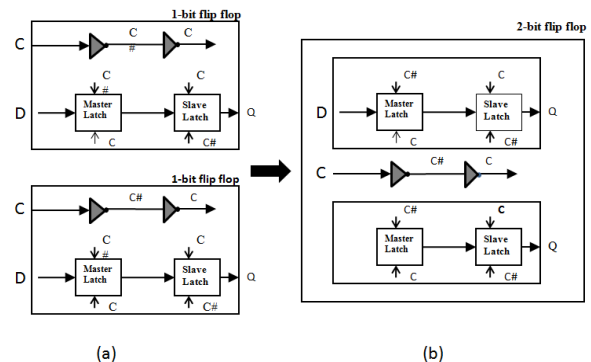 1-bit flip flop
C
C
#
C
C
#
C
D
Master
Latch
Slave
Latch
Q
C
C#
1-bit flip flop
C
C#
C
C
#
C
D
Master
Latch
Slave
Latch
Q
C
C#
(a)
2-bit flip flop
C#
C
D
Master
Latch
Slave
Latch
Q
C
C#
C
C#
C
C#
C
Master
Latch
Slave
Latch
Q
C
C#
(b)